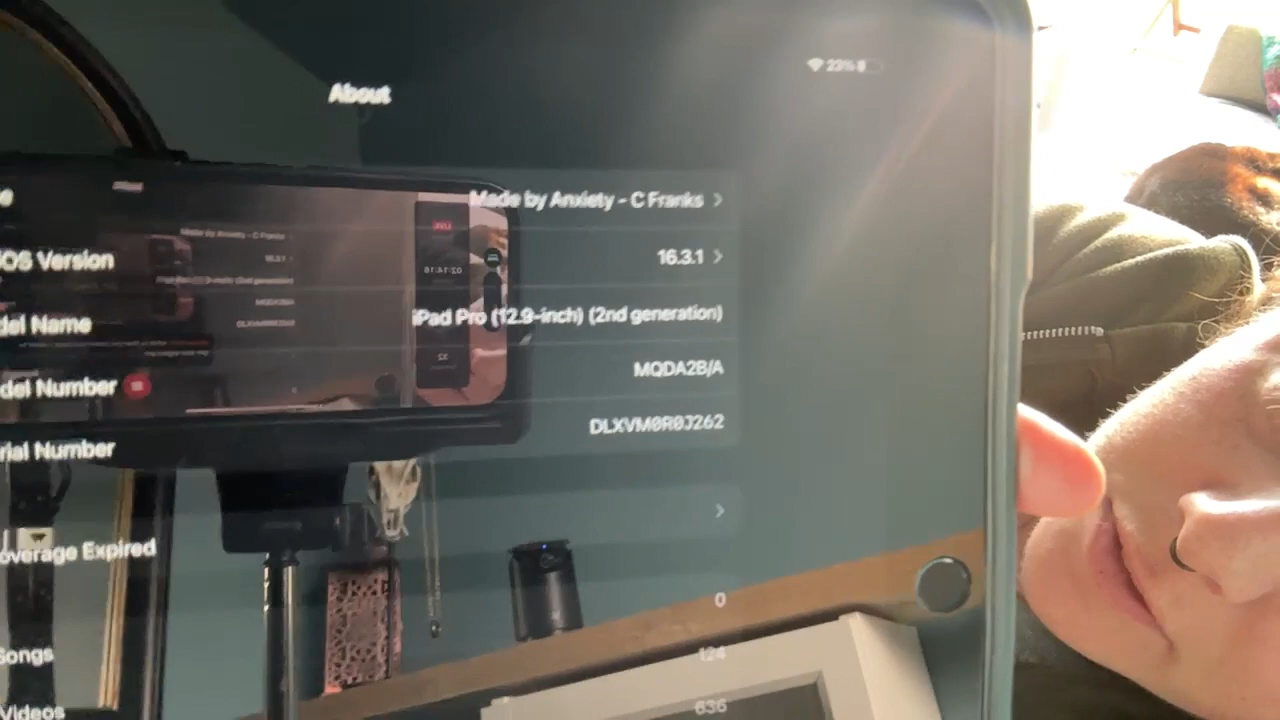 23%
About
Made by Anxiety - C Franks
OS Version
16.3.1
del Name
iPad Pro (12.9-inch) (2nd generation)
del Number
MQDA2B/A
rial Number
DLXVM0R0J262
overage Expired
0
Songs
124
Videos
636